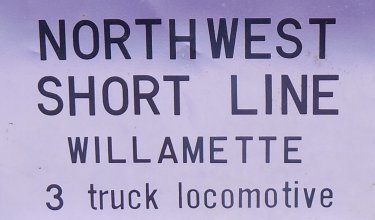 NORTHWEST
SHORT LINE
WILLAMETTE
3 truck locomotive